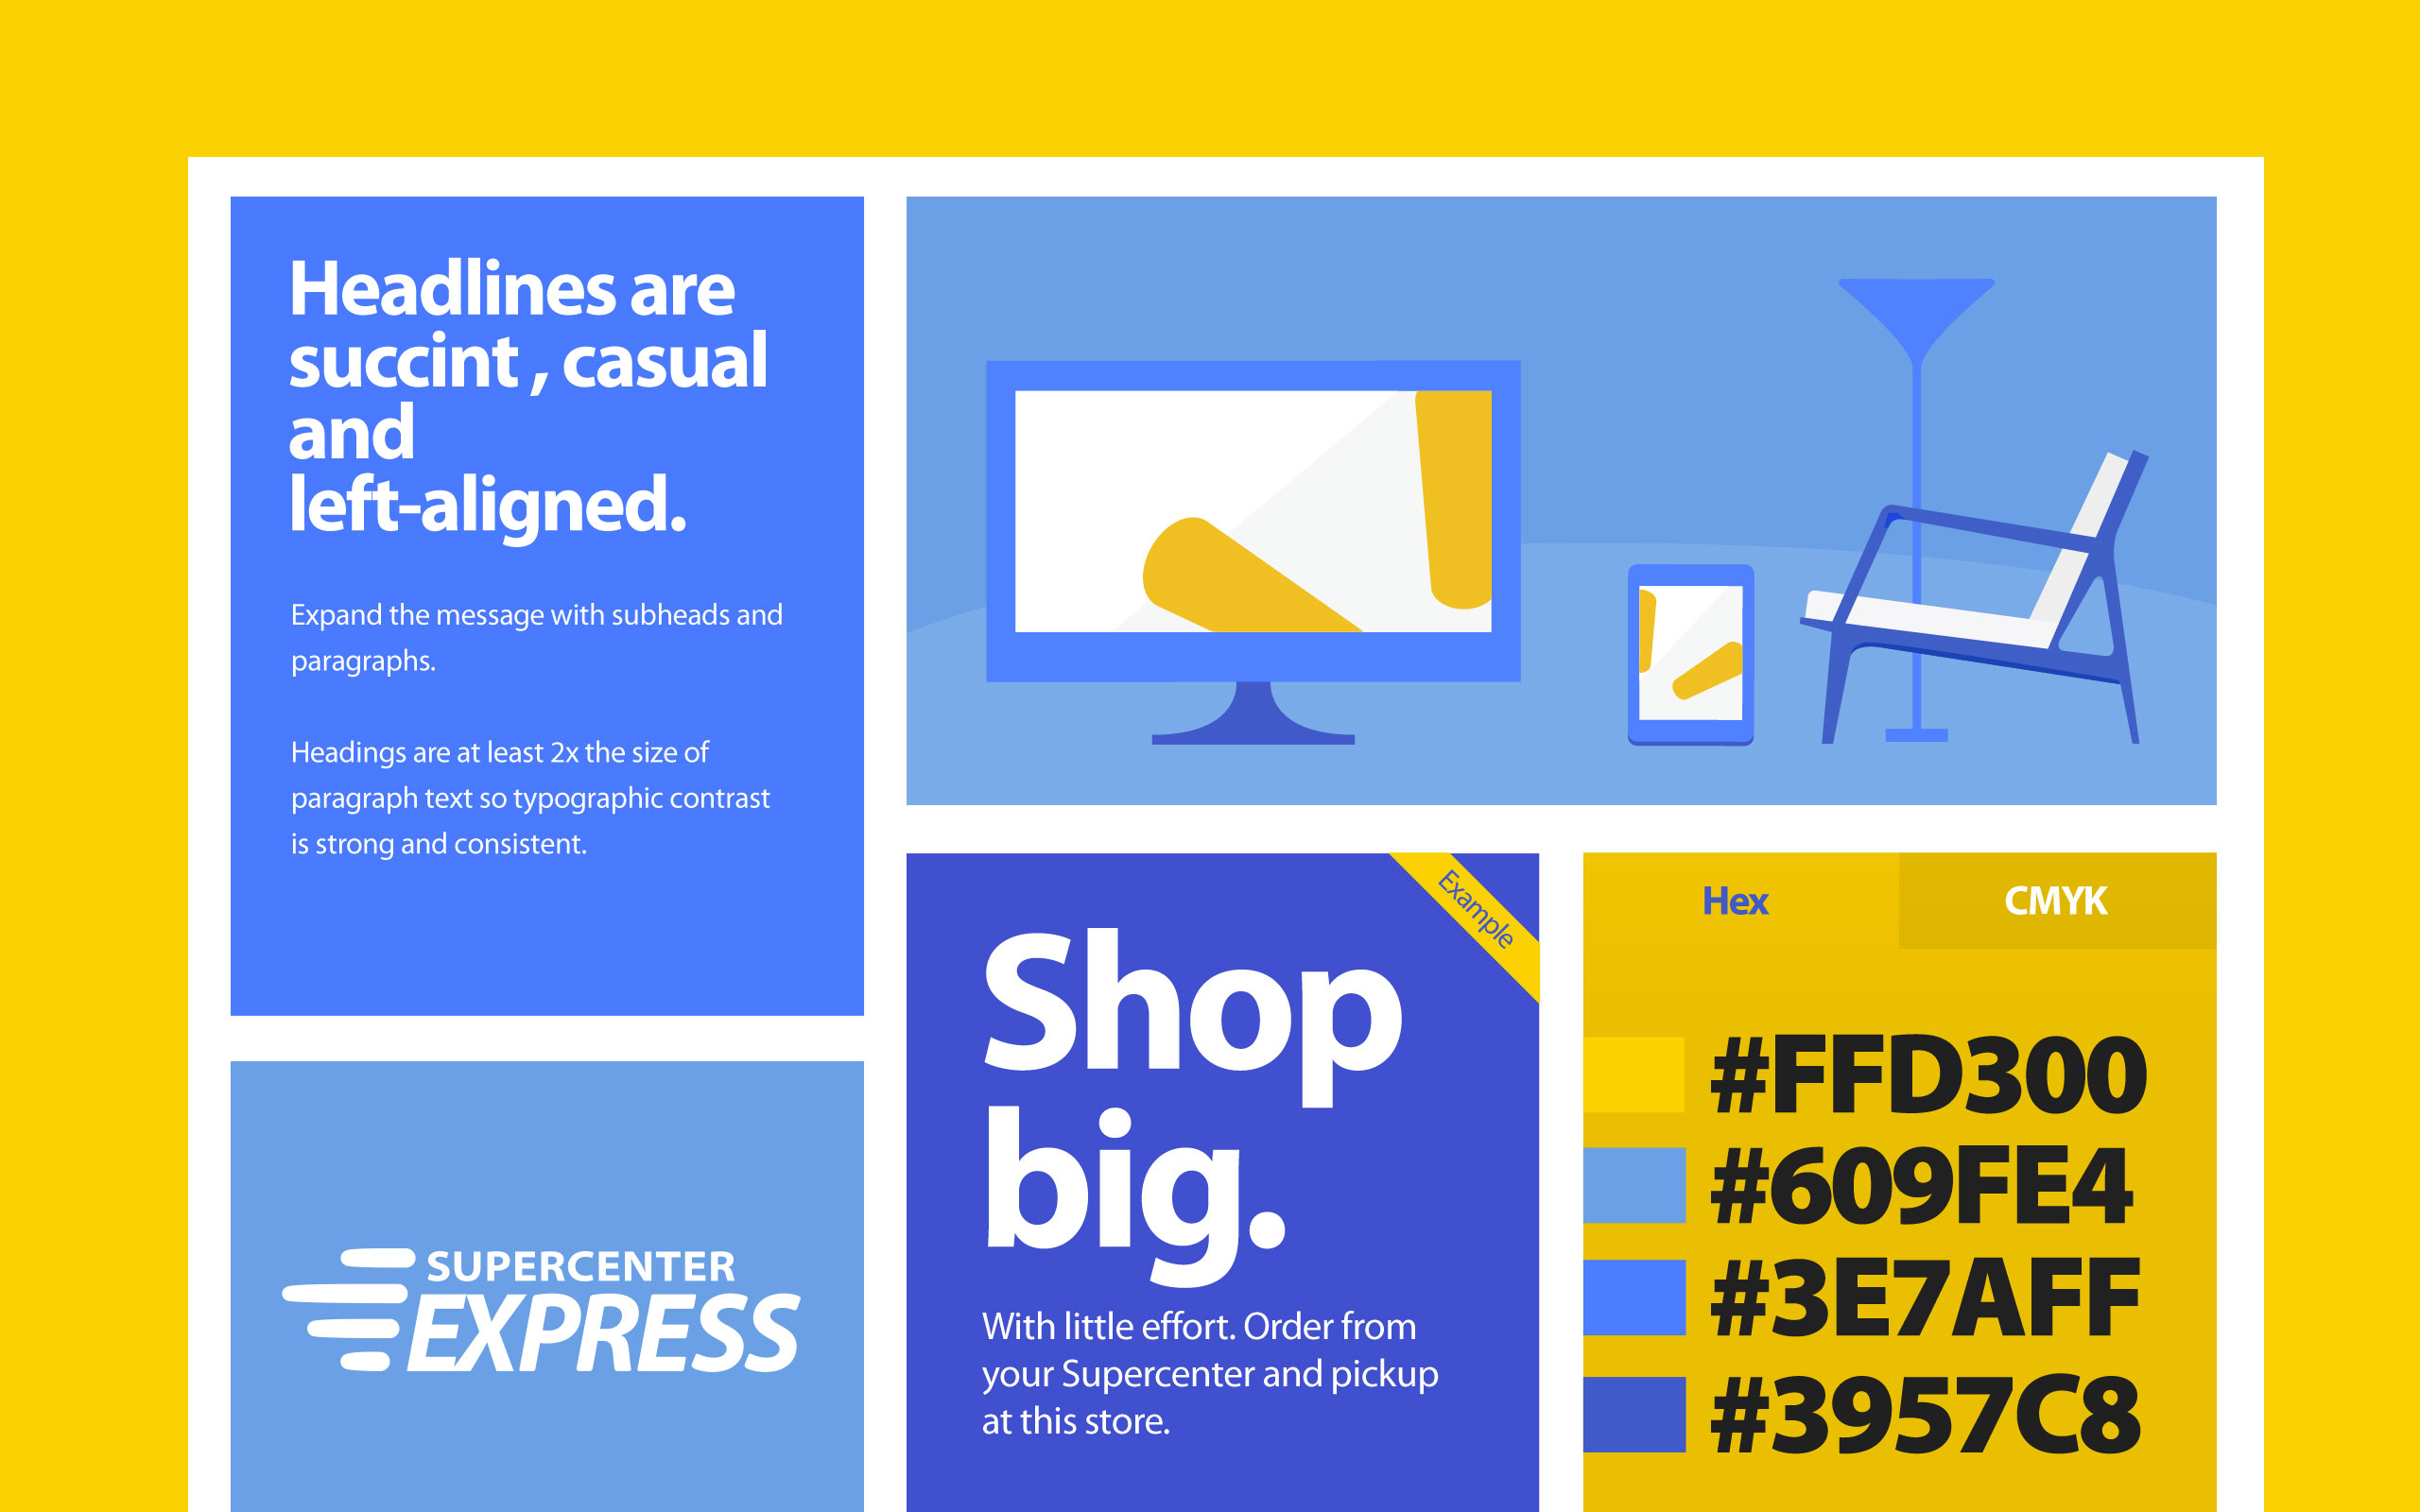 Headlines are
succint , casual
and
left-aligned.
Expand the message with subheads and
paragraphs.
Headings are at least 2x the size of
paragraph text so typographic contrast
is strong and consistent.
SUPERCENTER
EXPRESS
Example
Shop
big.
With little effort. Order from
your Supercenter and pickup
at this store.
Hex
CMYK
#FFD300
#609FE4
#3E7AFF
#3957C8